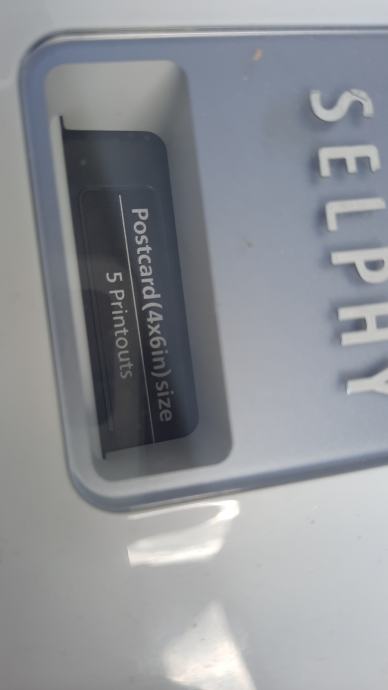 SELPHY
Postcard (4x6in) size
5 Printouts